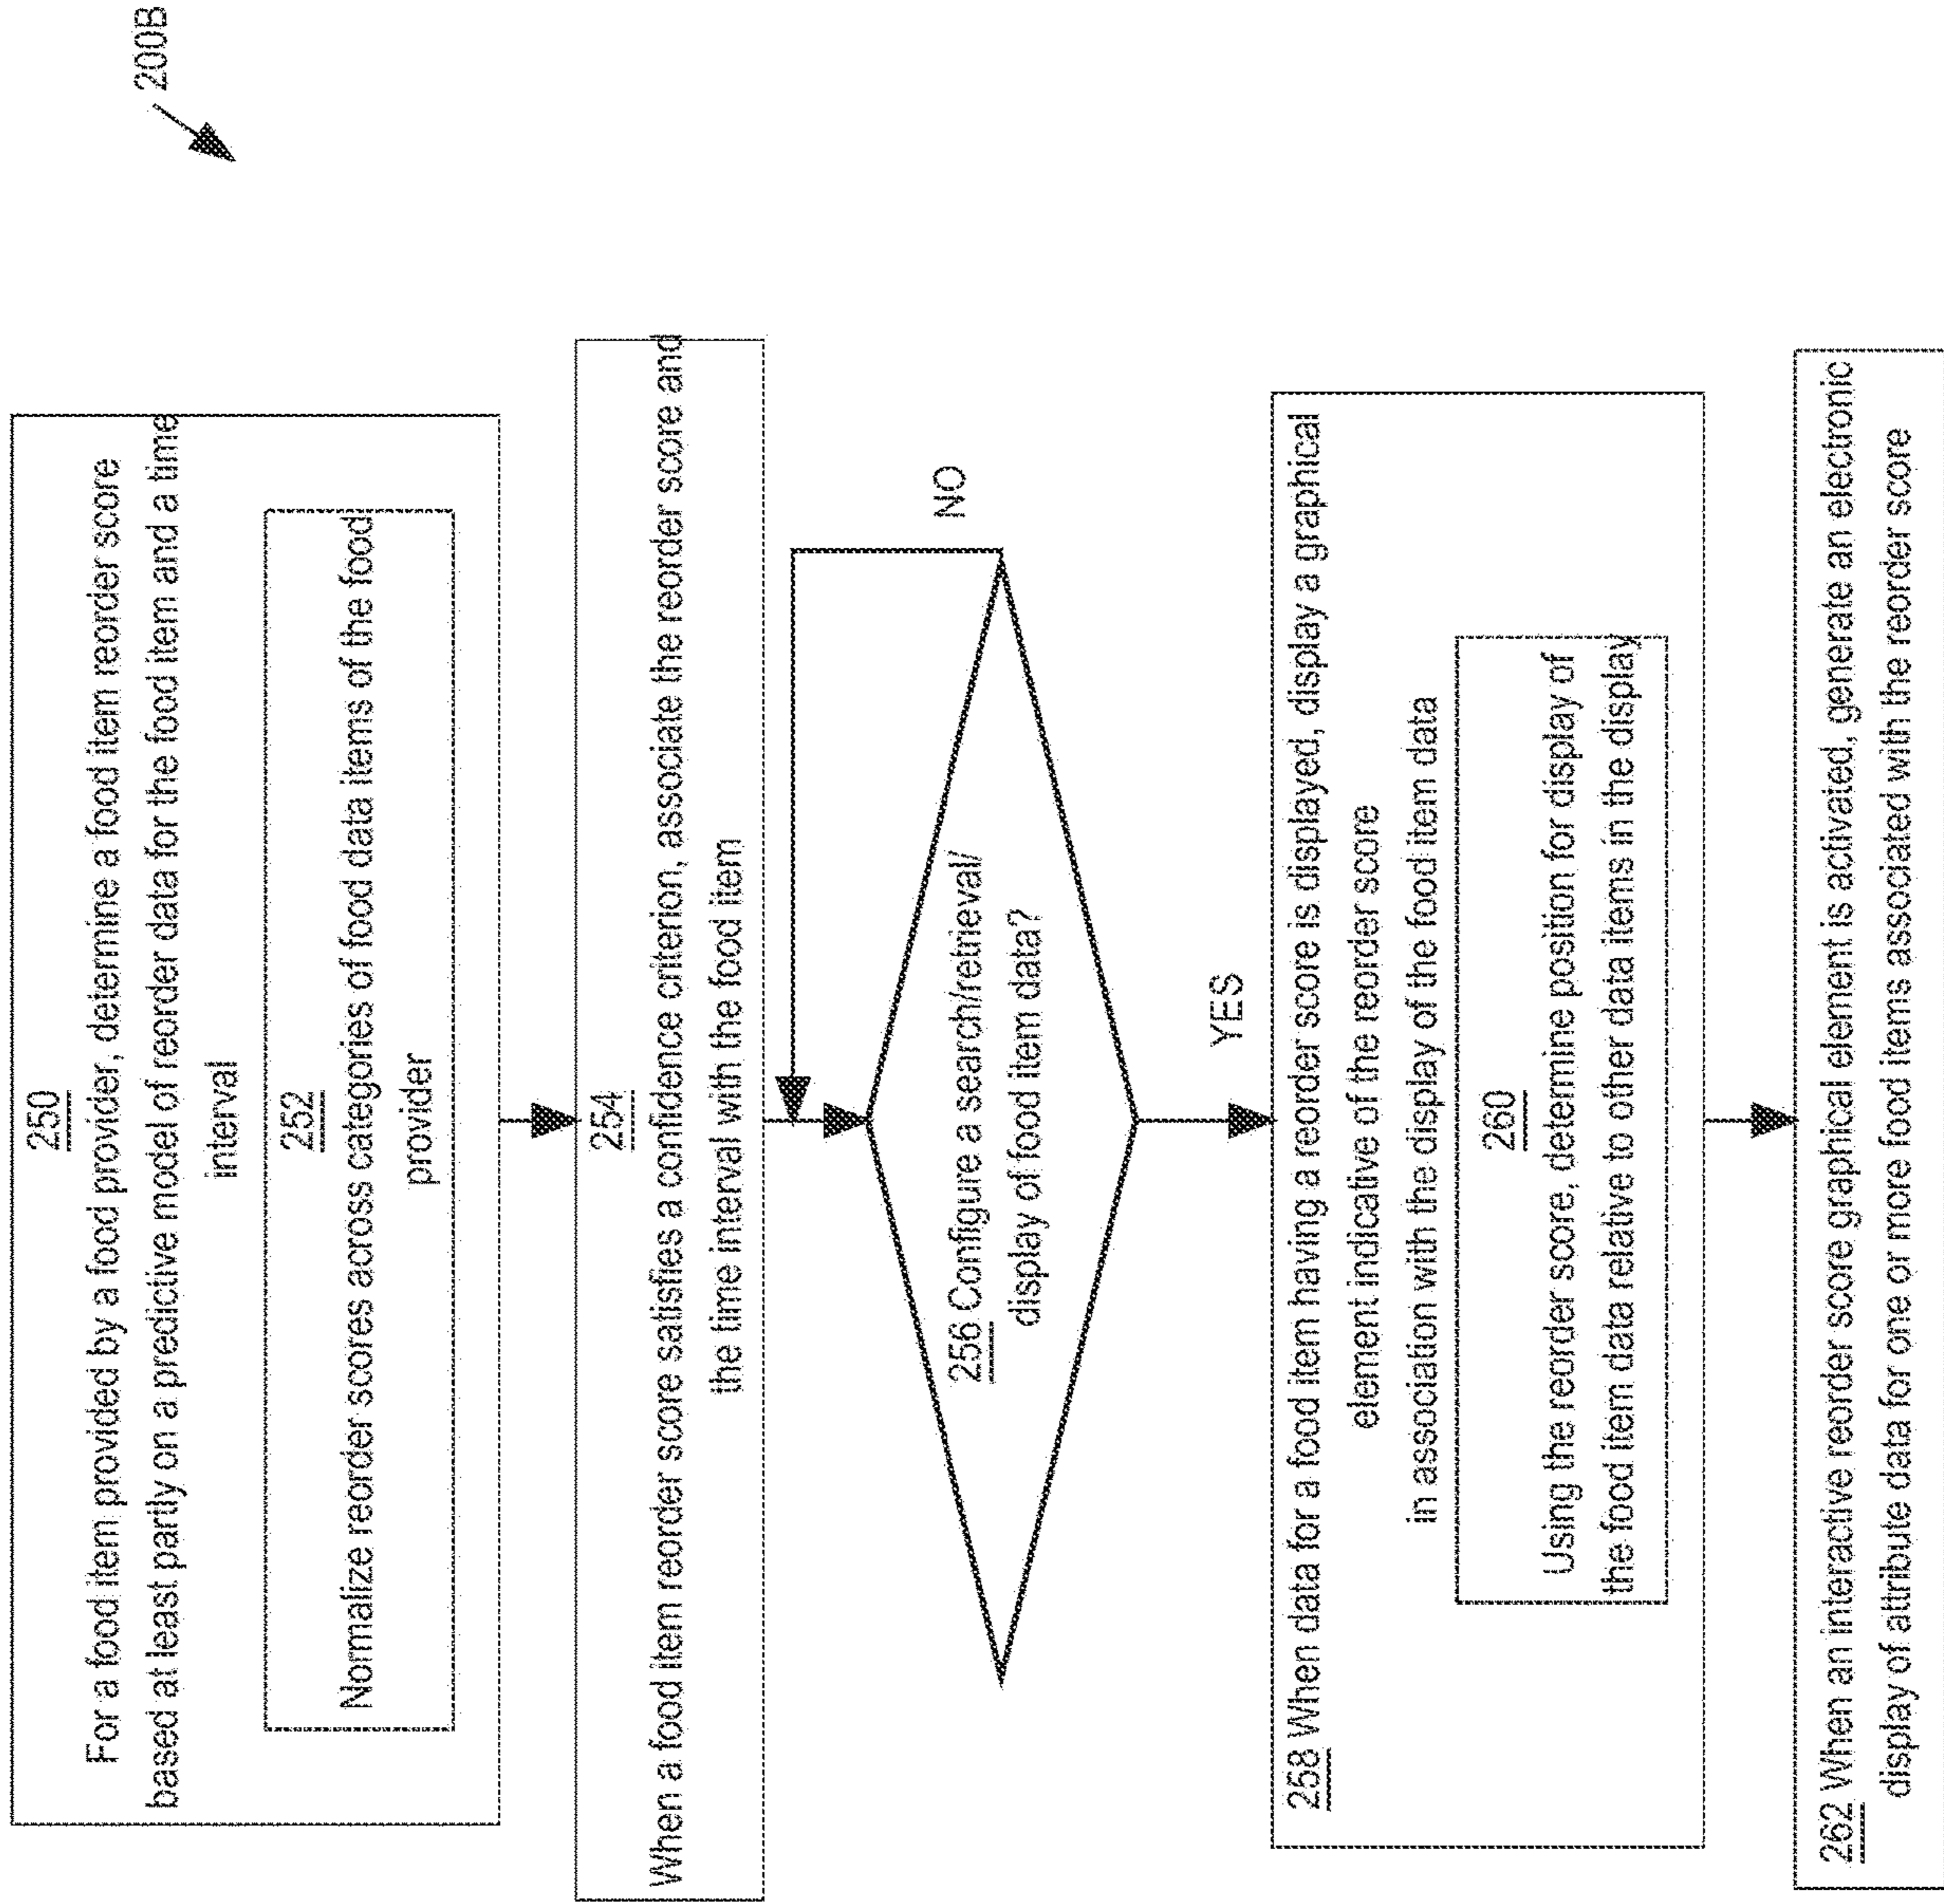 200B
250
For a food item provided by a food provider, determine a food item reorder score
based at least partly on a predictive model of reorder data for the food item and a time
interval
252
Normalize reorder scores across categories of food data items of the food
provider
254
When a food item reorder score satisfies a confidence criterion, associate the reorder score and
the time interval with the food item
256 Configure a search/retrieval/
display of food item data?
NO
YES
258 When data for a food item having a reorder score is displayed, display a graphical
element indicative of the reorder score
in association with the display of the food item data
260
Using the reorder score, determine position for display of
the food item data relative to other data items in the display
262 When an interactive reorder score graphical element is activated, generate an electronic
display of attribute data for one or more food items associated with the reorder score